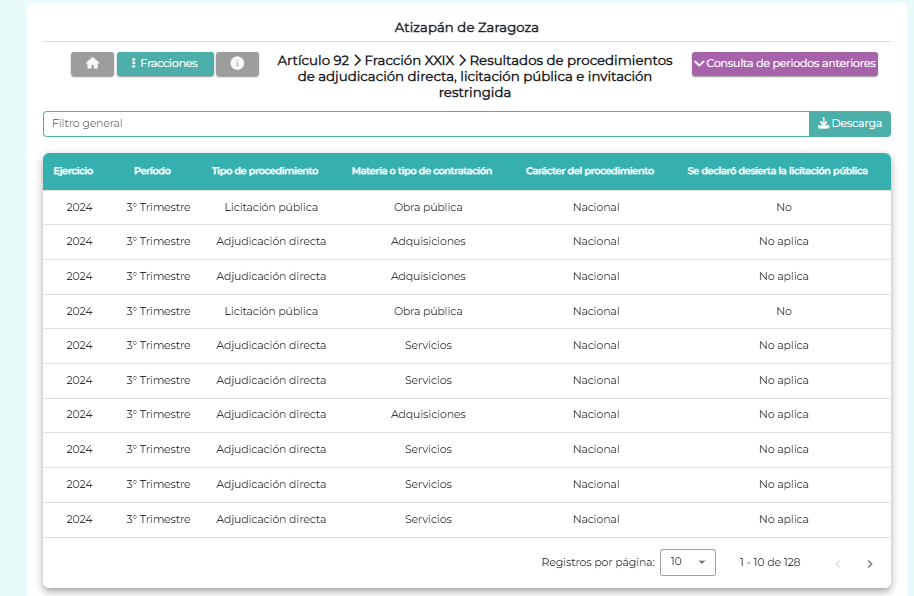 Atizapán de Zaragoza
Fracciones
Artículo 92 > Fracción XXIX > Resultados de procedimientos
de adjudicación directa, licitación pública e invitación
restringida
Consulta de periodos anteriores
Filtro general
Descarga
Ejercicio Período Tipo de procedimiento Materia o tipo de contratación Carácter del procedimiento Se declaró desierta la licitación pública
2024 3° Trimestre Licitación pública Obra pública Nacional No
2024 3° Trimestre Adjudicación directa Adquisiciones Nacional No aplica
2024 3° Trimestre Adjudicación directa Adquisiciones Nacional No aplica
2024 3° Trimestre Licitación pública Obra pública Nacional No
2024 3° Trimestre Adjudicación directa Servicios Nacional No aplica
2024 3° Trimestre Adjudicación directa Servicios Nacional No aplica
2024 3° Trimestre Adjudicación directa Adquisiciones Nacional No aplica
2024 3° Trimestre Adjudicación directa Servicios Nacional No aplica
2024 3° Trimestre Adjudicación directa Servicios Nacional No aplica
2024 3° Trimestre Adjudicación directa Servicios Nacional No aplica
Registros por página: 10 1 - 10 de 128